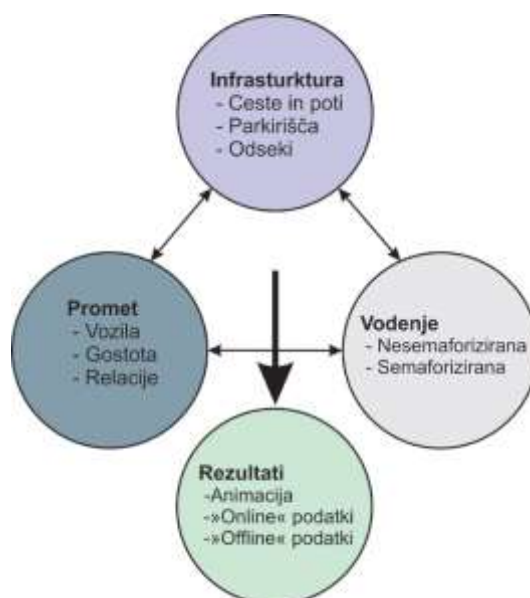 Infrasturktura
- Ceste in poti
- Parkirišča
- Odseki
Promet
- Vozila
- Gostota
- Relacije
Vodenje
- Nesemaforizirana
- Semaforizirana
Rezultati
-Animacija
-»Online« podatki
-»Offline« podatki